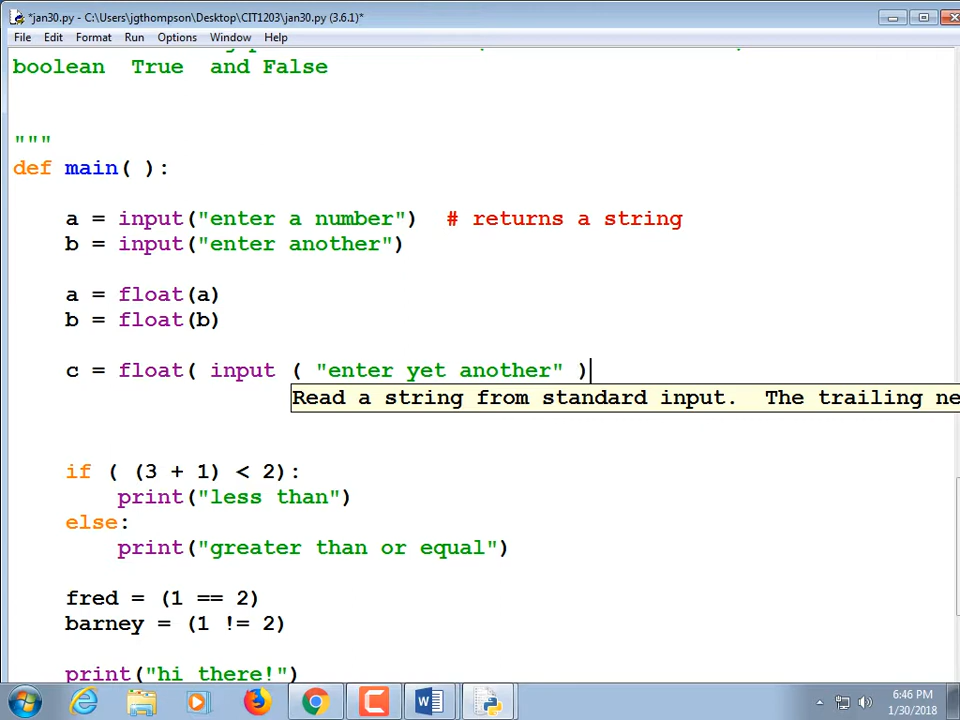 *jan30.py - C:\Users\jgthompson\Desktop\CIT1203\jan30.py (3.6.1)*
File Edit Format Run Options Window Help
boolean  True  and False
"""
def main( ):
a = input("enter a number")  # returns a string
b = input("enter another")
a = float(a)
b = float(b)
c = float( input ( "enter yet another" )
Read a string from standard input.  The trailing ne
if ( (3 + 1) < 2):
print("less than")
else:
print("greater than or equal")
fred = (1 == 2)
barney = (1 != 2)
print("hi there!")
6:46 PM
1/30/2018